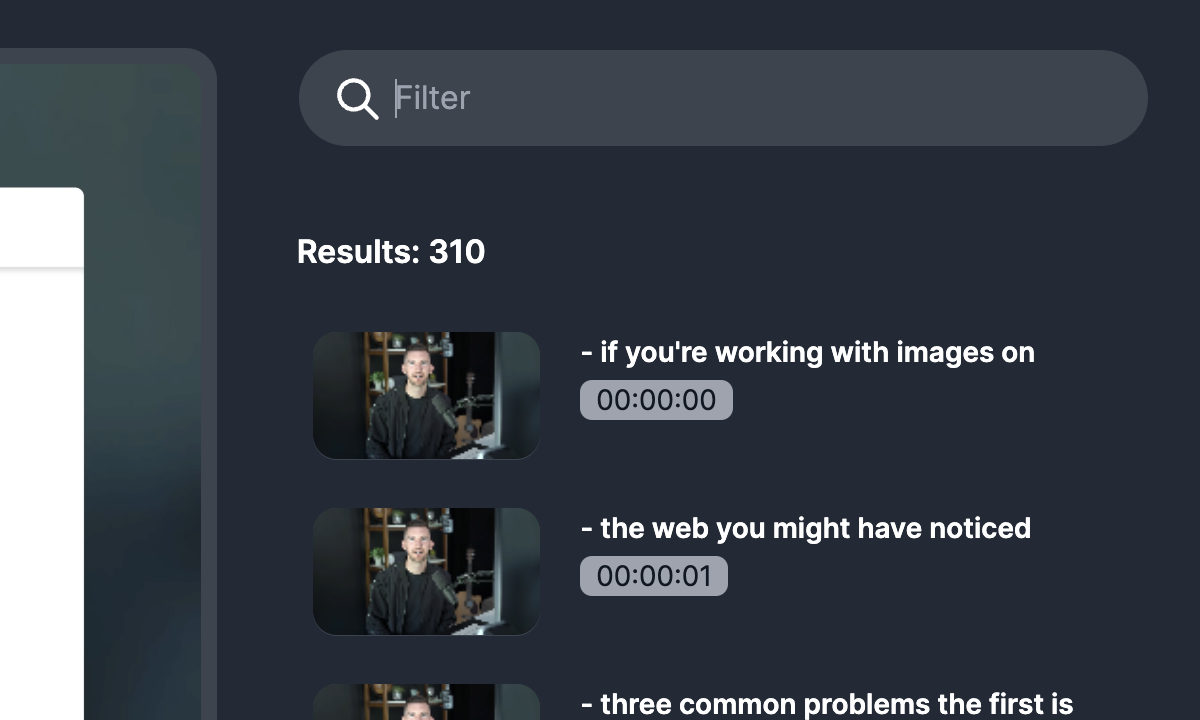 Filter
Results: 310
- if you're working with images on
00:00:00
- the web you might have noticed
00:00:01
- three common problems the first is